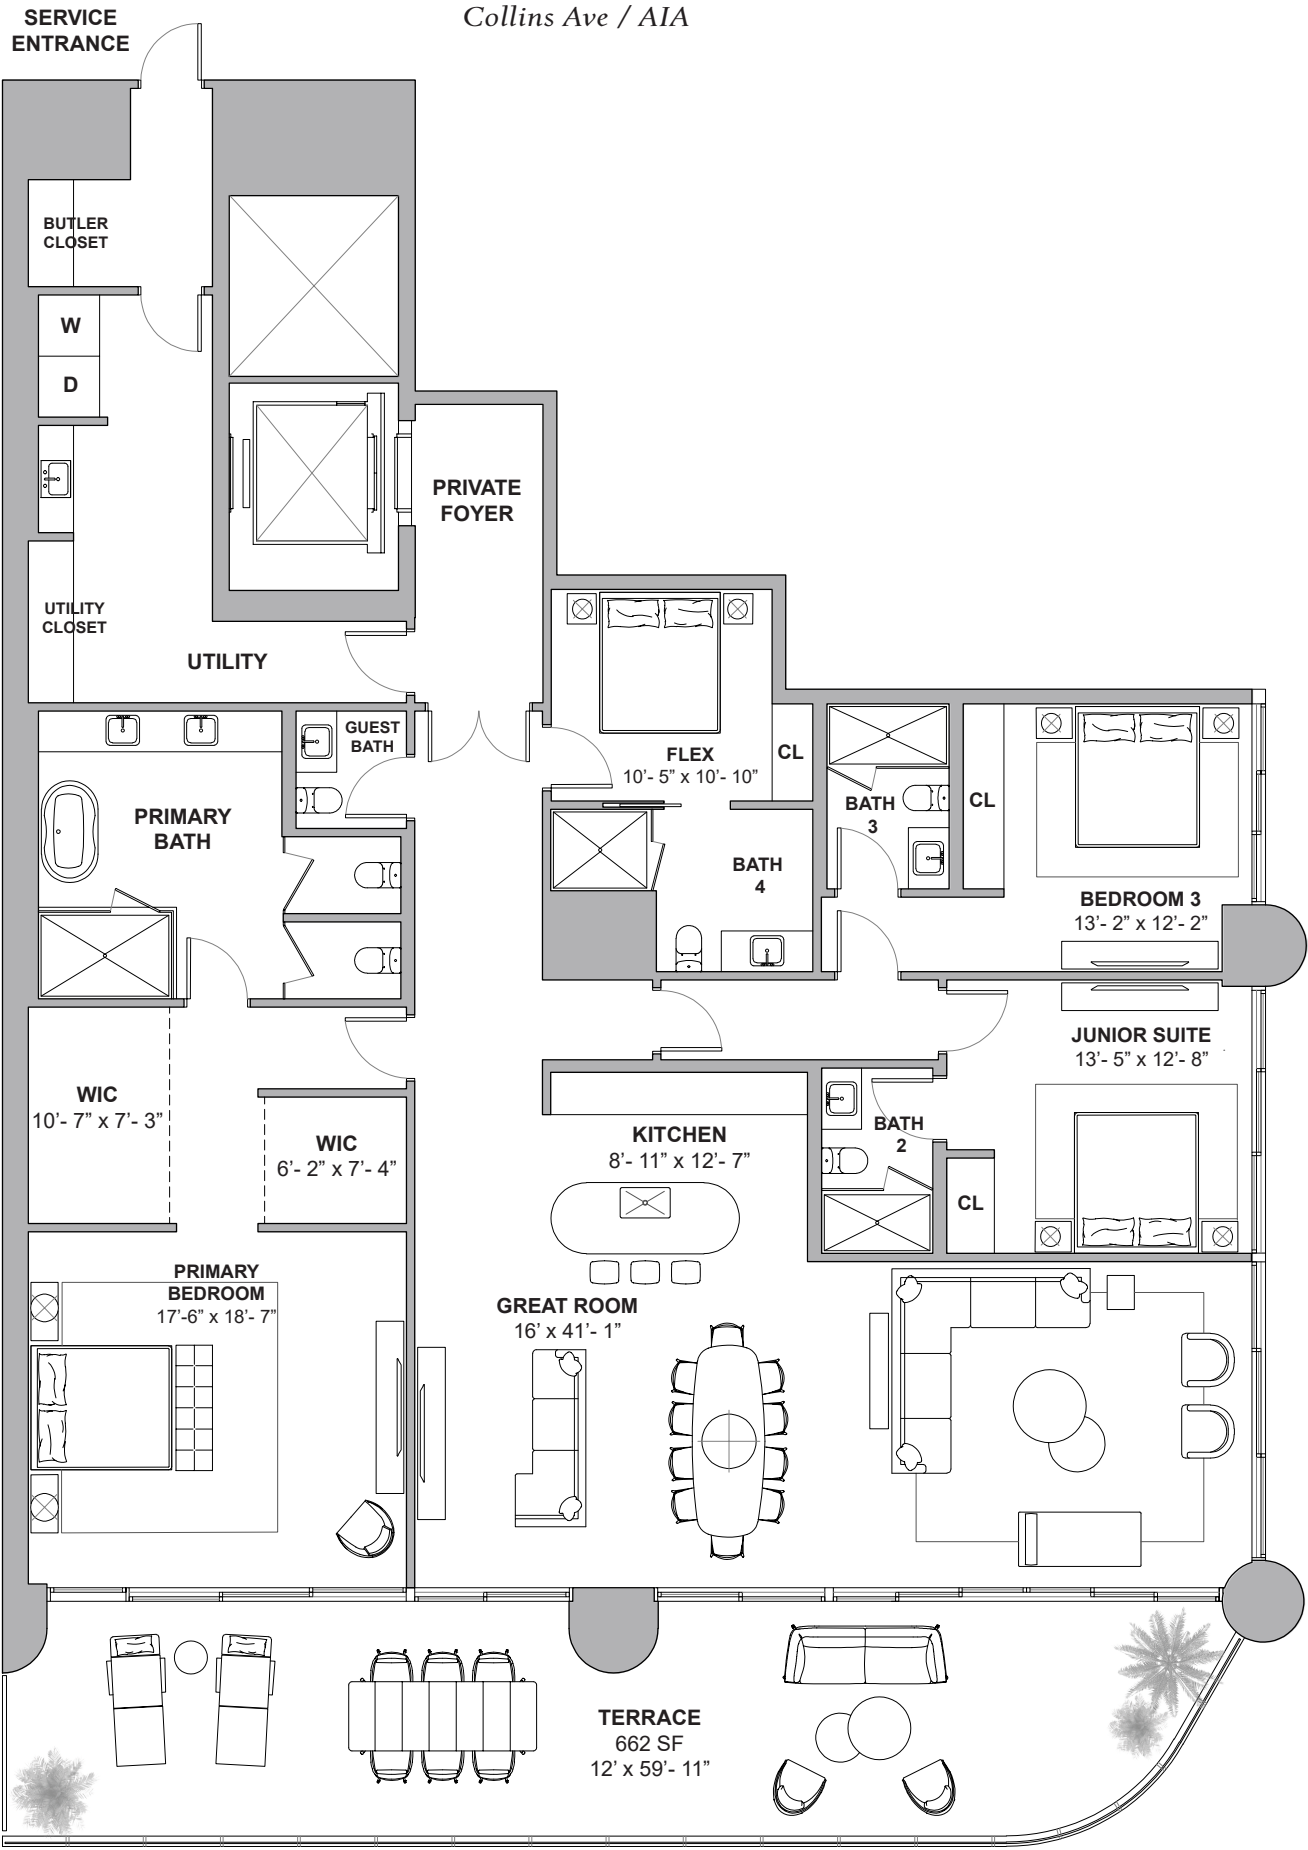 Collins Ave / AIA
SERVICE
ENTRANCE
BUTLER
CLOSET
W
D
PRIVATE
FOYER
UTILITY
CLOSET
UTILITY
GUEST
BATH
FLEX
10’- 5” x 10’- 10”
CL
BATH
3
CL
PRIMARY
BATH
BATH
4
BEDROOM 3
13’- 2” x 12’- 2”
JUNIOR SUITE
13’- 5” x 12’- 8”
WIC
10’- 7” x 7’- 3”
WIC
6’- 2” x 7’- 4”
KITCHEN
8’- 11” x 12’- 7”
BATH
2
CL
PRIMARY
BEDROOM
17’-6” x 18’- 7”
GREAT ROOM
16’ x 41’- 1”
TERRACE
662 SF
12’ x 59’- 11”